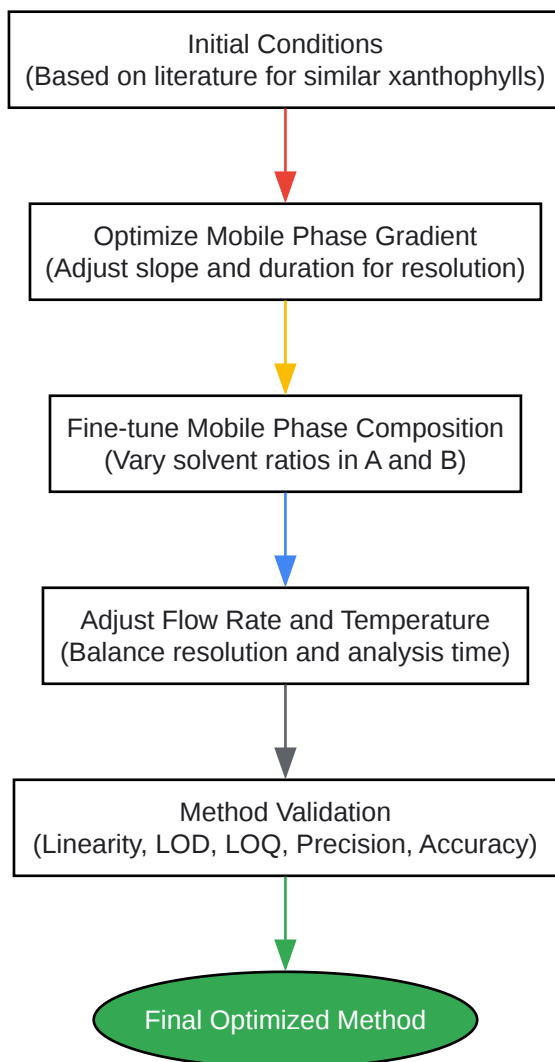 Initial Conditions
(Based on literature for similar xanthophylls)
Optimize Mobile Phase Gradient
(Adjust slope and duration for resolution)
Fine-tune Mobile Phase Composition
(Vary solvent ratios in A and B)
Adjust Flow Rate and Temperature
(Balance resolution and analysis time)
Method Validation
(Linearity, LOD, LOQ, Precision, Accuracy)
Final Optimized Method